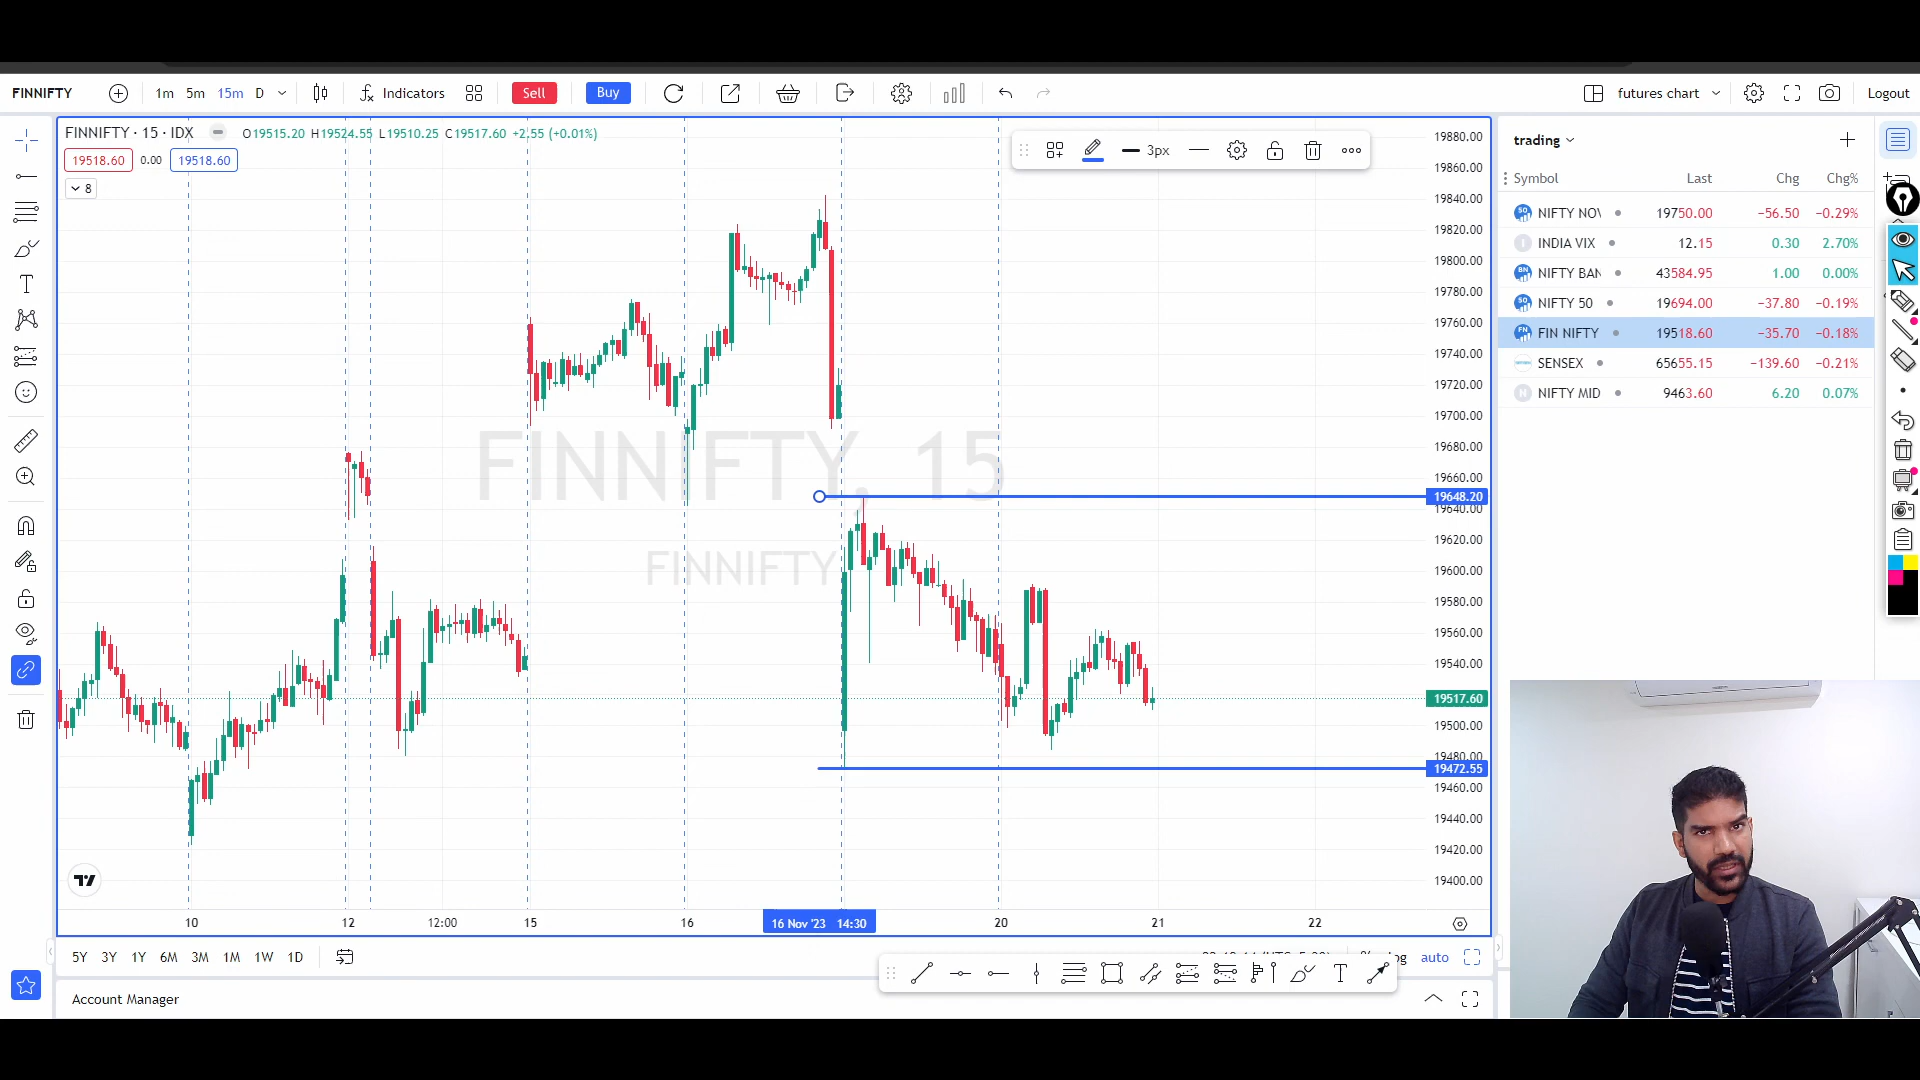 FINNIFTY 1m 5m 15m D Indicators Sell Buy futures chart Logout
FINNIFTY · 15 · IDX O19515.20 H19524.55 L19510.25 C19517.60 +2.55 (+0.01%)
19518.60 0.00 19518.60
8
3px
FINNIFTY, 15
FINNIFTY
19880.00
19860.00
19840.00
19820.00
19800.00
19780.00
19760.00
19740.00
19720.00
19700.00
19680.00
19660.00
19648.20
19640.00
19620.00
19600.00
19580.00
19560.00
19540.00
19517.60
19500.00
19480.00
19472.55
19460.00
19440.00
19420.00
19400.00
10 12 12:00 15 16 16 Nov '23 14:30 20 21 22
5Y 3Y 1Y 6M 3M 1M 1W 1D auto
Account Manager
trading
Symbol Last Chg Chg%
NIFTY NOV 19750.00 −56.50 −0.29%
INDIA VIX 12.15 0.30 2.70%
NIFTY BAN 43584.95 1.00 0.00%
NIFTY 50 19694.00 −37.80 −0.19%
FIN NIFTY 19518.60 −35.70 −0.18%
SENSEX 65655.15 −139.60 −0.21%
NIFTY MID 9463.60 6.20 0.07%